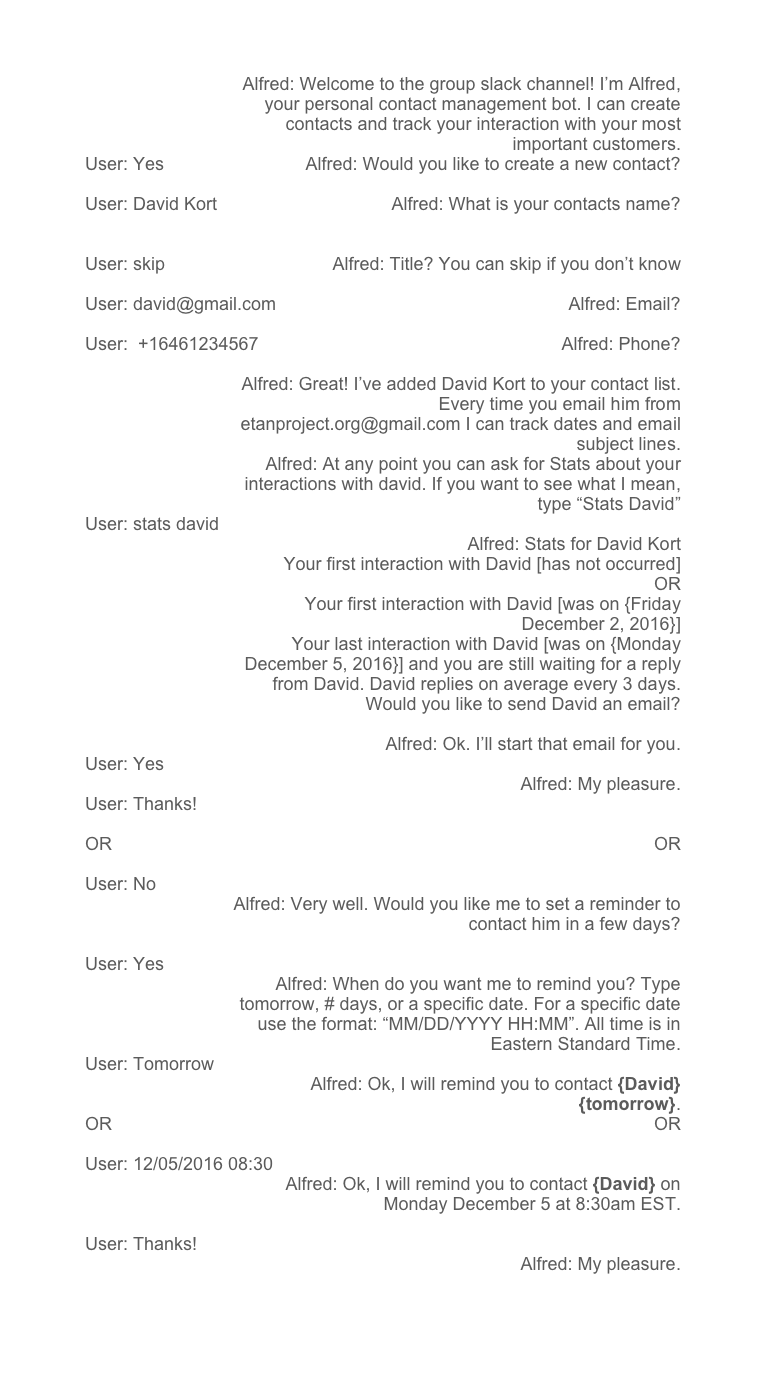 Alfred: Welcome to the group slack channel! I’m Alfred,
your personal contact management bot. I can create
contacts and track your interaction with your most
important customers.
User: Yes Alfred: Would you like to create a new contact?
User: David Kort Alfred: What is your contacts name?
User: skip Alfred: Title? You can skip if you don’t know
User: david@gmail.com Alfred: Email?
User:  +16461234567 Alfred: Phone?
Alfred: Great! I’ve added David Kort to your contact list.
Every time you email him from
etanproject.org@gmail.com I can track dates and email
subject lines.
Alfred: At any point you can ask for Stats about your
interactions with david. If you want to see what I mean,
type “Stats David”
User: stats david
Alfred: Stats for David Kort
Your first interaction with David [has not occurred]
OR
Your first interaction with David [was on {Friday
December 2, 2016}]
Your last interaction with David [was on {Monday
December 5, 2016}] and you are still waiting for a reply
from David. David replies on average every 3 days.
Would you like to send David an email?
Alfred: Ok. I’ll start that email for you.
User: Yes
Alfred: My pleasure.
User: Thanks!
OR OR
User: No
Alfred: Very well. Would you like me to set a reminder to
contact him in a few days?
User: Yes
Alfred: When do you want me to remind you? Type
tomorrow, # days, or a specific date. For a specific date
use the format: “MM/DD/YYYY HH:MM”. All time is in
Eastern Standard Time.
User: Tomorrow
Alfred: Ok, I will remind you to contact {David}
{tomorrow}.
OR OR
User: 12/05/2016 08:30
Alfred: Ok, I will remind you to contact {David} on
Monday December 5 at 8:30am EST.
User: Thanks!
Alfred: My pleasure.